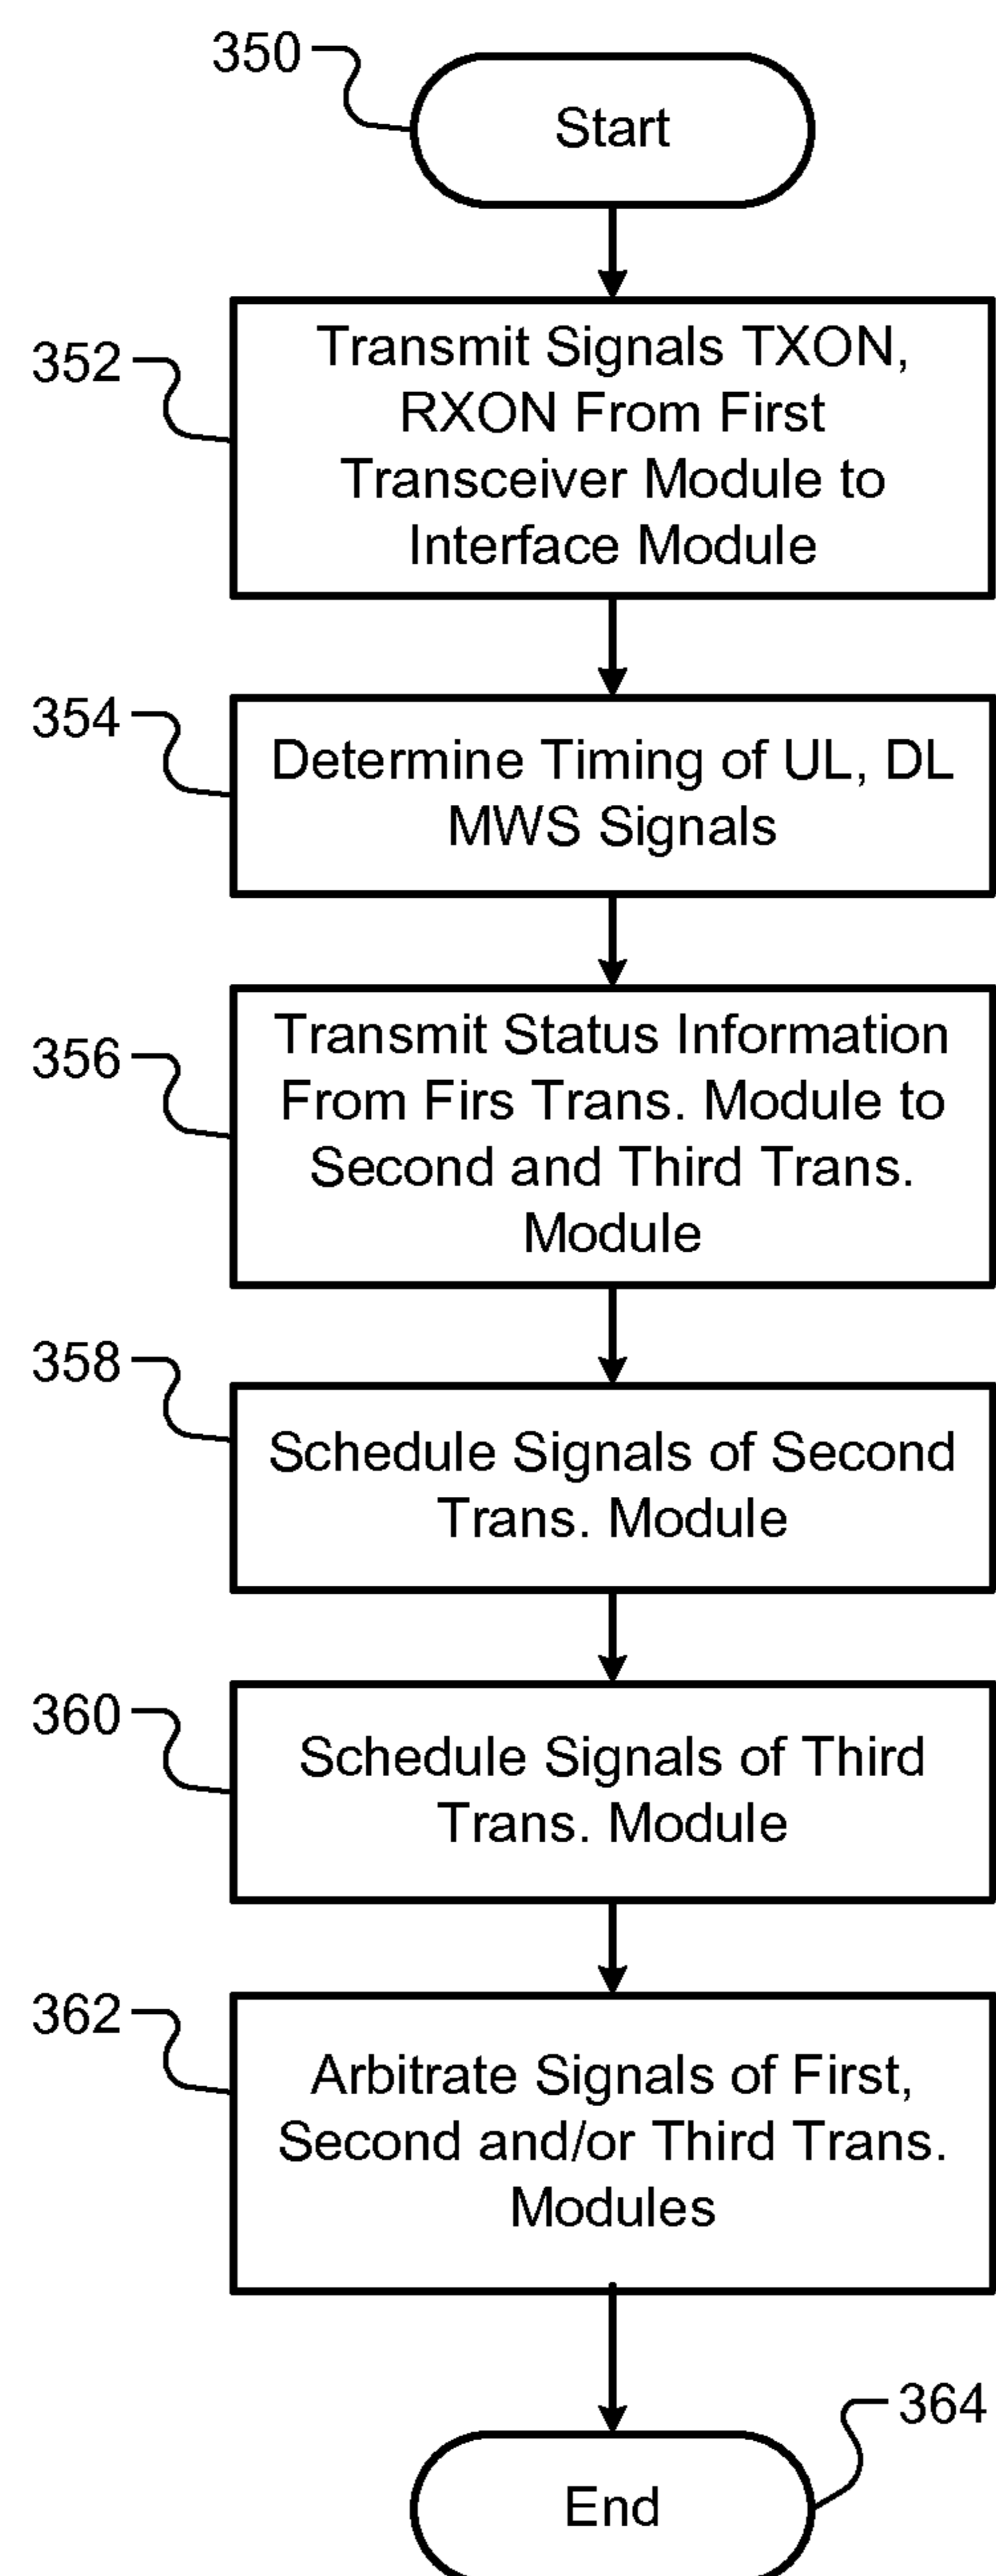 350
Start
352
Transmit Signals TXON,
RXON From First
Transceiver Module to
Interface Module
354
Determine Timing of UL, DL
MWS Signals
356
Transmit Status Information
From Firs Trans. Module to
Second and Third Trans.
Module
358
Schedule Signals of Second
Trans. Module
360
Schedule Signals of Third
Trans. Module
362
Arbitrate Signals of First,
Second and/or Third Trans.
Modules
364
End